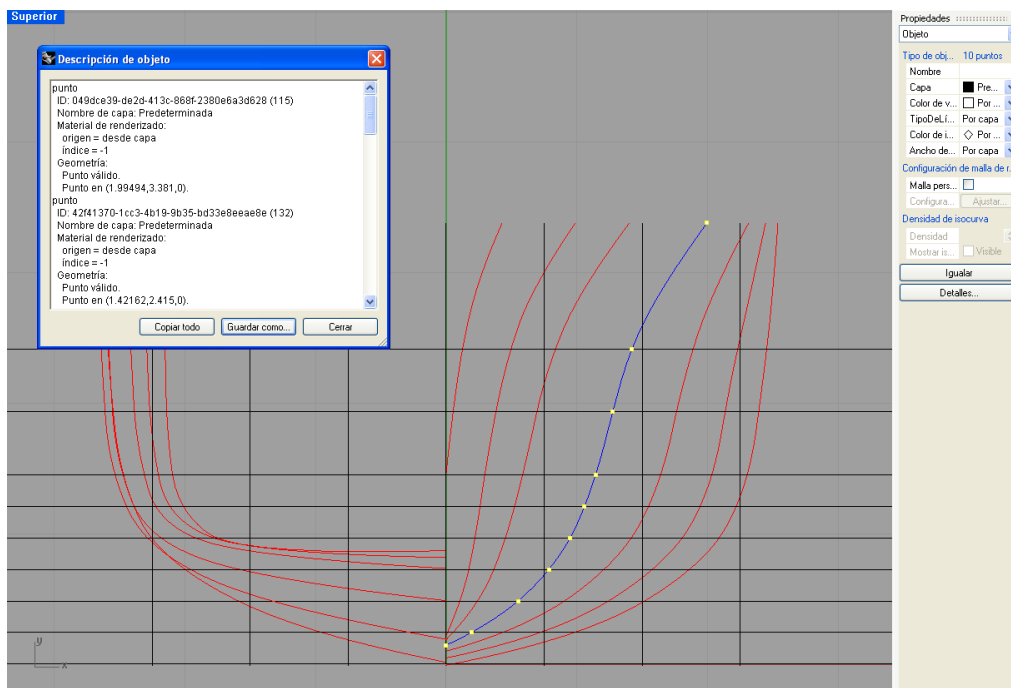 Superior
Descripción de objeto
punto
ID: 049dce39-de2d-413c-868f-2380e6a3d628 (115)
Nombre de capa: Predeterminada
Material de renderizado:
origen = desde capa
índice = -1
Geometría:
Punto válido.
Punto en (1.99494,3.381,0).
punto
ID: 42f41370-1cc3-4b19-9b35-bd33e8eeae8e (132)
Nombre de capa: Predeterminada
Material de renderizado:
origen = desde capa
índice = -1
Geometría:
Punto válido.
Punto en (1.42162,2.415,0).
Copiar todo Guardar como... Cerrar
y
x
Propiedades
Objeto
Tipo de obj... 10 puntos
Nombre
Capa Pre...
Color de v... Por ...
TipoDeLí... Por capa
Color de i... Por ...
Ancho de... Por capa
Configuración de malla de r...
Malla pers...
Configura... Ajustar...
Densidad de isocurva
Densidad
Mostrar is... Visible
Igualar
Detalles...